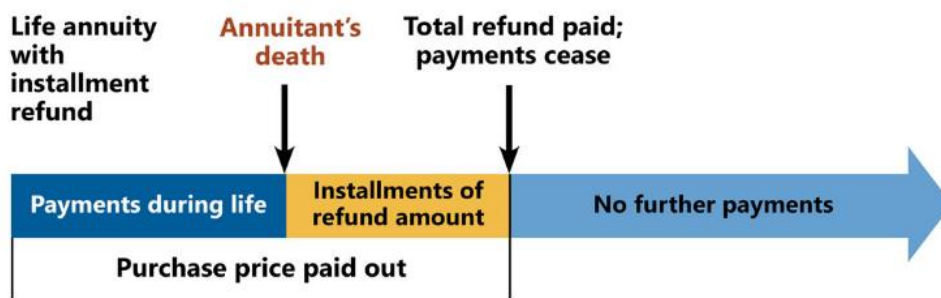 Life annuity
with
installment
refund
Annuitant's
death
Total refund paid;
payments cease
Payments during life
Installments of
refund amount
No further payments
Purchase price paid out